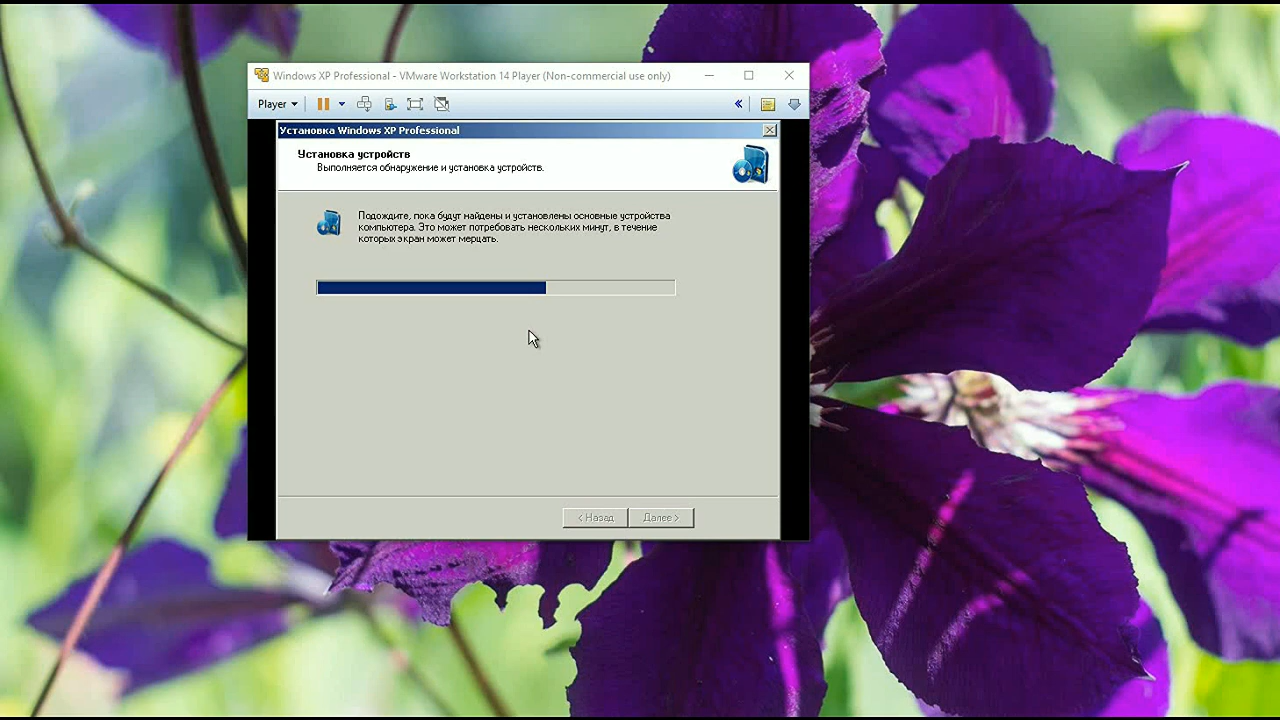 Windows XP Professional - VMware Workstation 14 Player (Non-commercial use only)
Player
Установка Windows XP Professional
Установка устройств
Выполняется обнаружение и установка устройств.
Подождите, пока будут найдены и установлены основные устройства
компьютера. Это может потребовать нескольких минут, в течение
которых экран может мерцать.
< Назад
Далее >